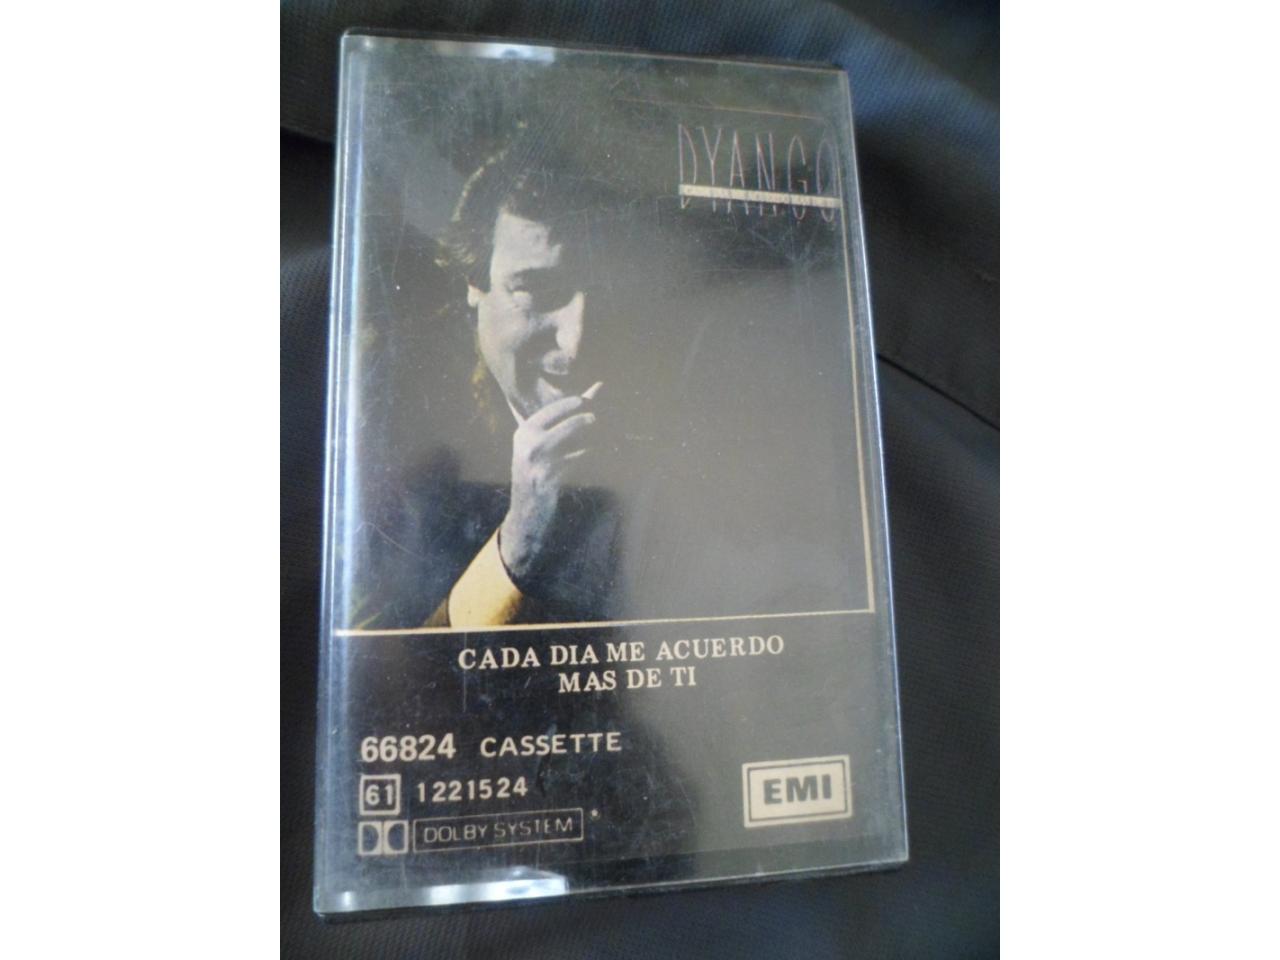 DYANGO
CADA DIA ME ACUERDO
MAS DE TI
66824 CASSETTE
61 1221524
DOLBY SYSTEM *
EMI